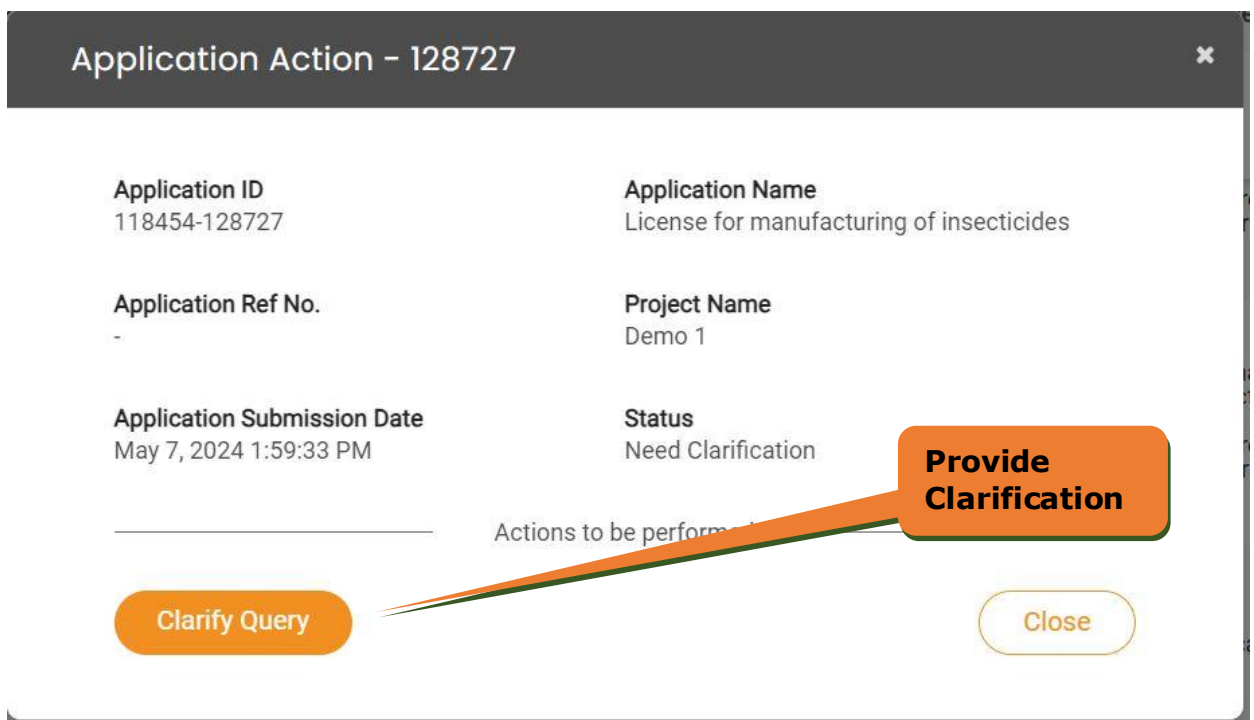 Application Action - 128727
Application ID
118454-128727
Application Name
License for manufacturing of insecticides
Application Ref No.
-
Project Name
Demo 1
Application Submission Date
May 7, 2024 1:59:33 PM
Status
Need Clarification
Provide
Clarification
Actions to be
Clarify Query
Close